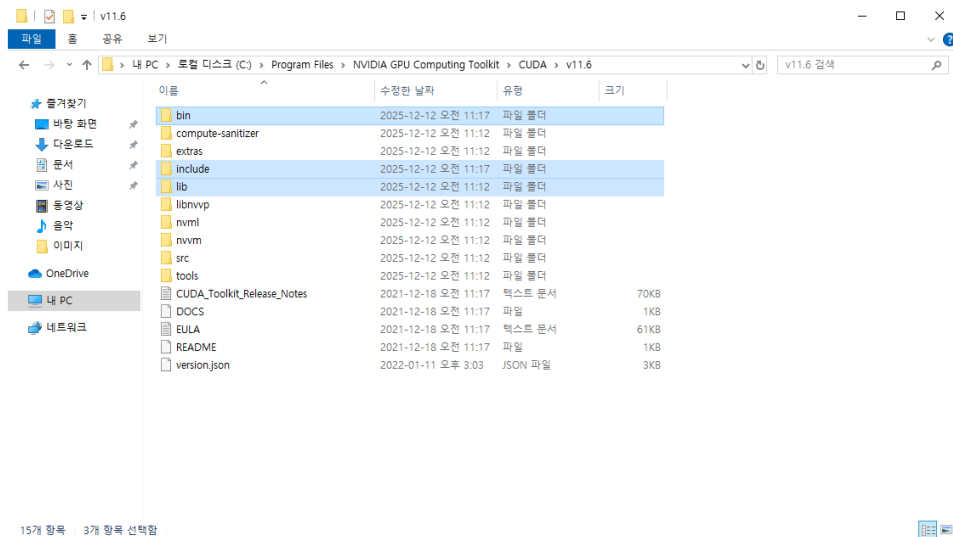 v11.6
파일 홈 공유 보기
내 PC > 로컬 디스크 (C:) > Program Files > NVIDIA GPU Computing Toolkit > CUDA > v11.6
v11.6 검색
이름 수정한 날짜 유형 크기
즐겨찾기
바탕 화면
다운로드
문서
사진
동영상
음악
이미지
OneDrive
내 PC
네트워크
bin 2025-12-12 오전 11:17 파일 폴더
compute-sanitizer 2025-12-12 오전 11:12 파일 폴더
extras 2025-12-12 오전 11:12 파일 폴더
include 2025-12-12 오전 11:17 파일 폴더
lib 2025-12-12 오전 11:12 파일 폴더
libnvvp 2025-12-12 오전 11:12 파일 폴더
nvml 2025-12-12 오전 11:12 파일 폴더
nvvm 2025-12-12 오전 11:12 파일 폴더
src 2025-12-12 오전 11:12 파일 폴더
tools 2025-12-12 오전 11:12 파일 폴더
CUDA_Toolkit_Release_Notes 2021-12-18 오전 11:17 텍스트 문서 70KB
DOCS 2021-12-18 오전 11:17 파일 1KB
EULA 2021-12-18 오전 11:17 텍스트 문서 61KB
README 2021-12-18 오전 11:17 파일 1KB
version.json 2022-01-11 오후 3:03 JSON 파일 3KB
15개 항목 3개 항목 선택함